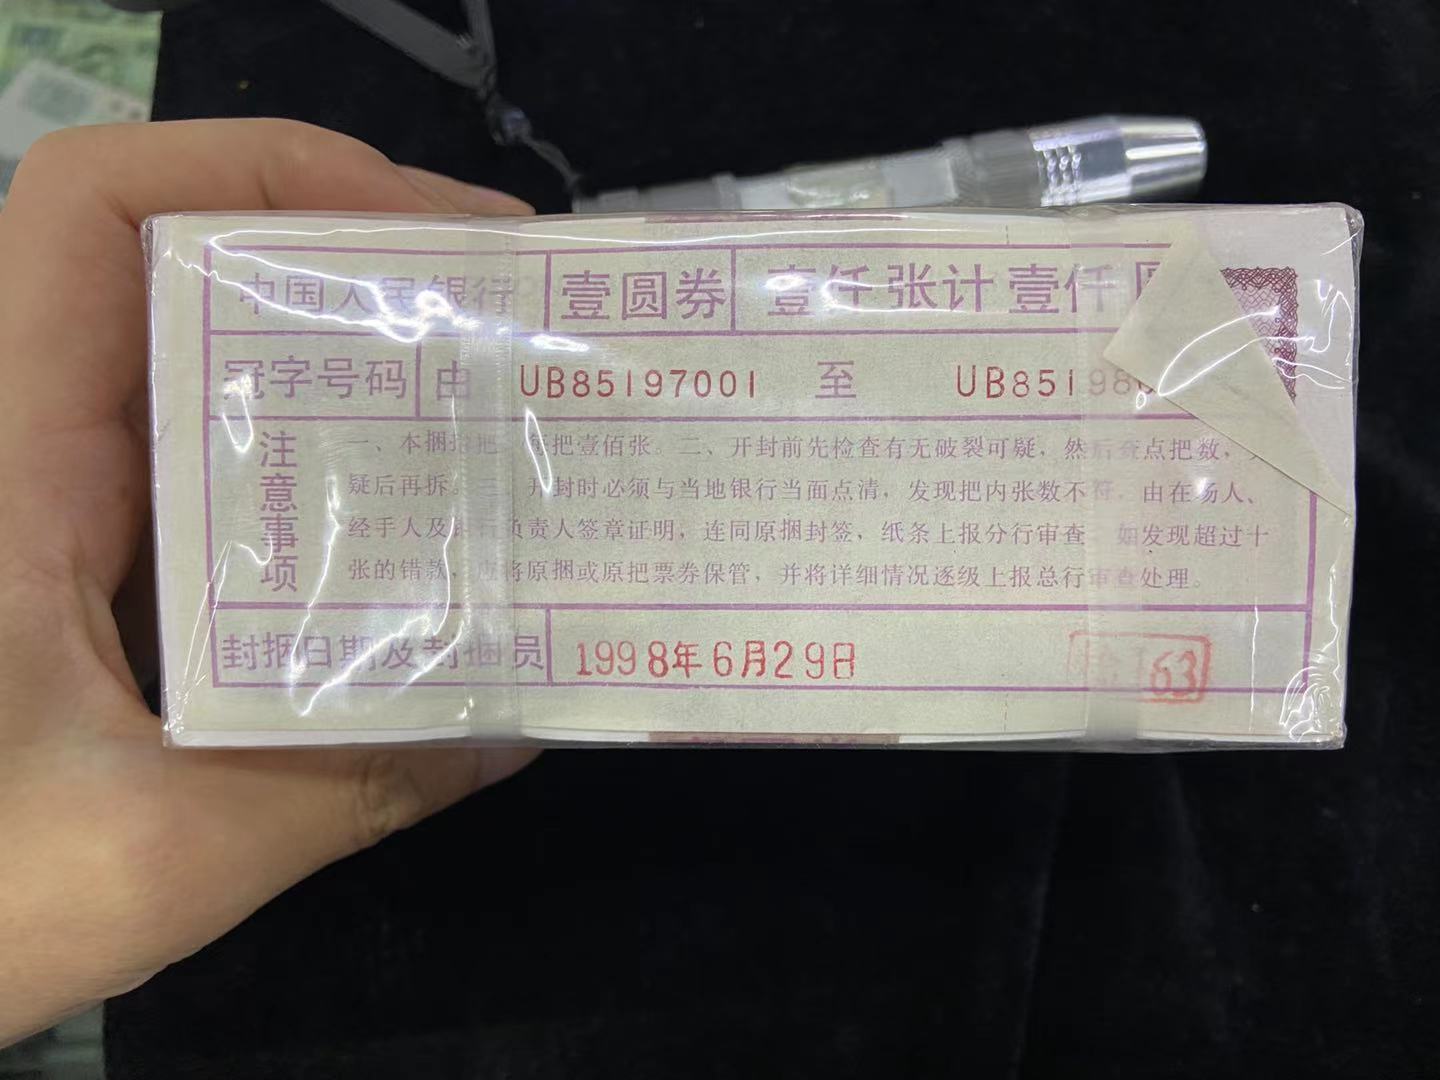 中国人民银行 壹圆券 壹仟张计壹仟
冠字号码 由 UB85197001 至 UB85198
注意事项
一、本捆 把壹佰张。二、开封前先检查有无破裂可疑,然后 点把数,
疑后再拆。三、开封时必须与当地银行当面点清,发现把内张数不符,由在场人、
经手人及 负责人签章证明,连同原捆封签,纸条上报分行审查 如发现超过十
张的错款,应将原捆或原把票券保管,并将详细情况逐级上报总行审查处理。
封捆日期及封捆员 1998年6月29日 63